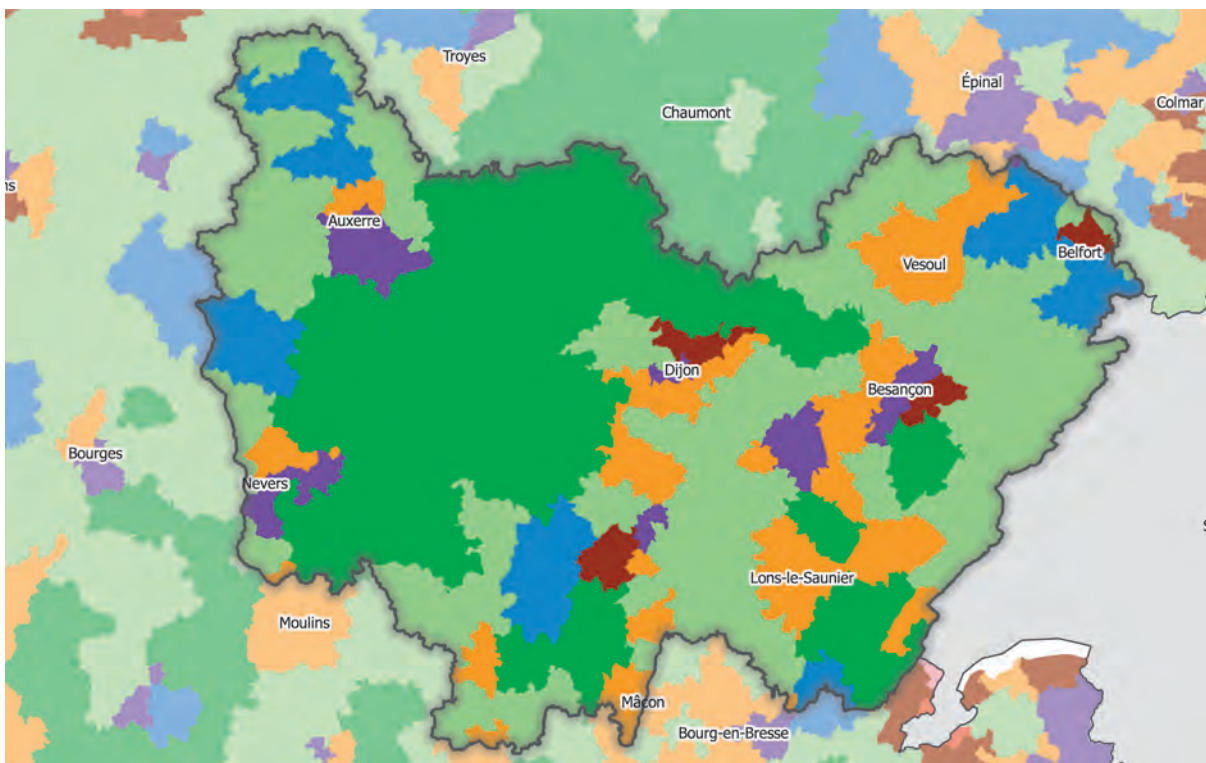 Troyes
Épinal
Colmar
Chaumont
ns
Auxerre
Belfort
Vesoul
Dijon
Besançon
Bourges
Nevers
Lons-le-Saunier
Moulins
Mâcon
Bourg-en-Bresse